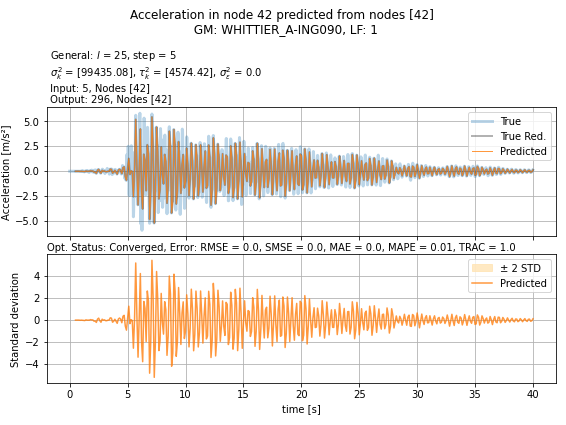 Acceleration in node 42 predicted from nodes [42]
GM: WHITTIER_A-ING090, LF: 1
General: l = 25, step = 5
σ²ₖ = [99435.08], τ²ₖ = [4574.42], σ²ε = 0.0
Input: 5, Nodes [42]
Output: 296, Nodes [42]
Acceleration [m/s²]
5.0
2.5
0.0
−2.5
−5.0
True
True Red.
Predicted
Opt. Status: Converged, Error: RMSE = 0.0, SMSE = 0.0, MAE = 0.0, MAPE = 0.01, TRAC = 1.0
Standard deviation
4
2
0
−2
−4
± 2 STD
Predicted
0 5 10 15 20 25 30 35 40
time [s]